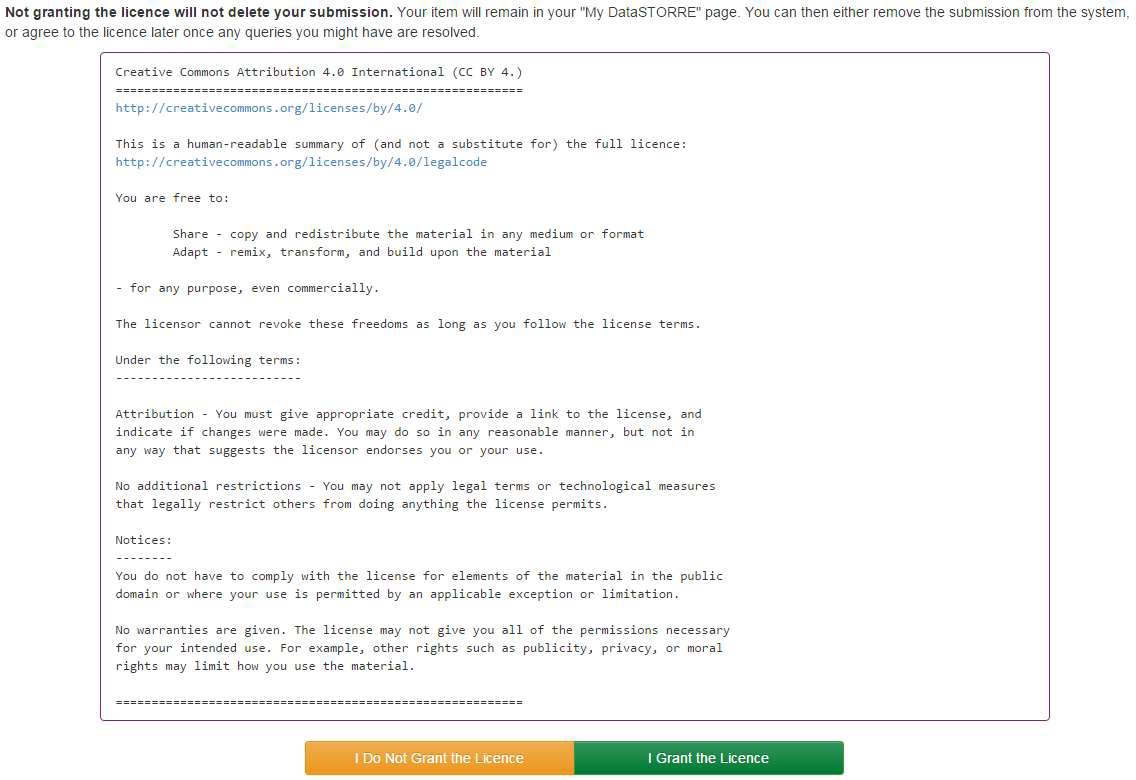 Not granting the licence will not delete your submission. Your item will remain in your "My DataSTORRE" page. You can then either remove the submission from the system,
or agree to the licence later once any queries you might have are resolved.
Creative Commons Attribution 4.0 International (CC BY 4.)
=========================================================
http://creativecommons.org/licenses/by/4.0/
This is a human-readable summary of (and not a substitute for) the full licence:
http://creativecommons.org/licenses/by/4.0/legalcode
You are free to:
Share - copy and redistribute the material in any medium or format
Adapt - remix, transform, and build upon the material
- for any purpose, even commercially.
The licensor cannot revoke these freedoms as long as you follow the license terms.
Under the following terms:
--------------------------
Attribution - You must give appropriate credit, provide a link to the license, and
indicate if changes were made. You may do so in any reasonable manner, but not in
any way that suggests the licensor endorses you or your use.
No additional restrictions - You may not apply legal terms or technological measures
that legally restrict others from doing anything the license permits.
Notices:
--------
You do not have to comply with the license for elements of the material in the public
domain or where your use is permitted by an applicable exception or limitation.
No warranties are given. The license may not give you all of the permissions necessary
for your intended use. For example, other rights such as publicity, privacy, or moral
rights may limit how you use the material.
=========================================================
I Do Not Grant the Licence
I Grant the Licence